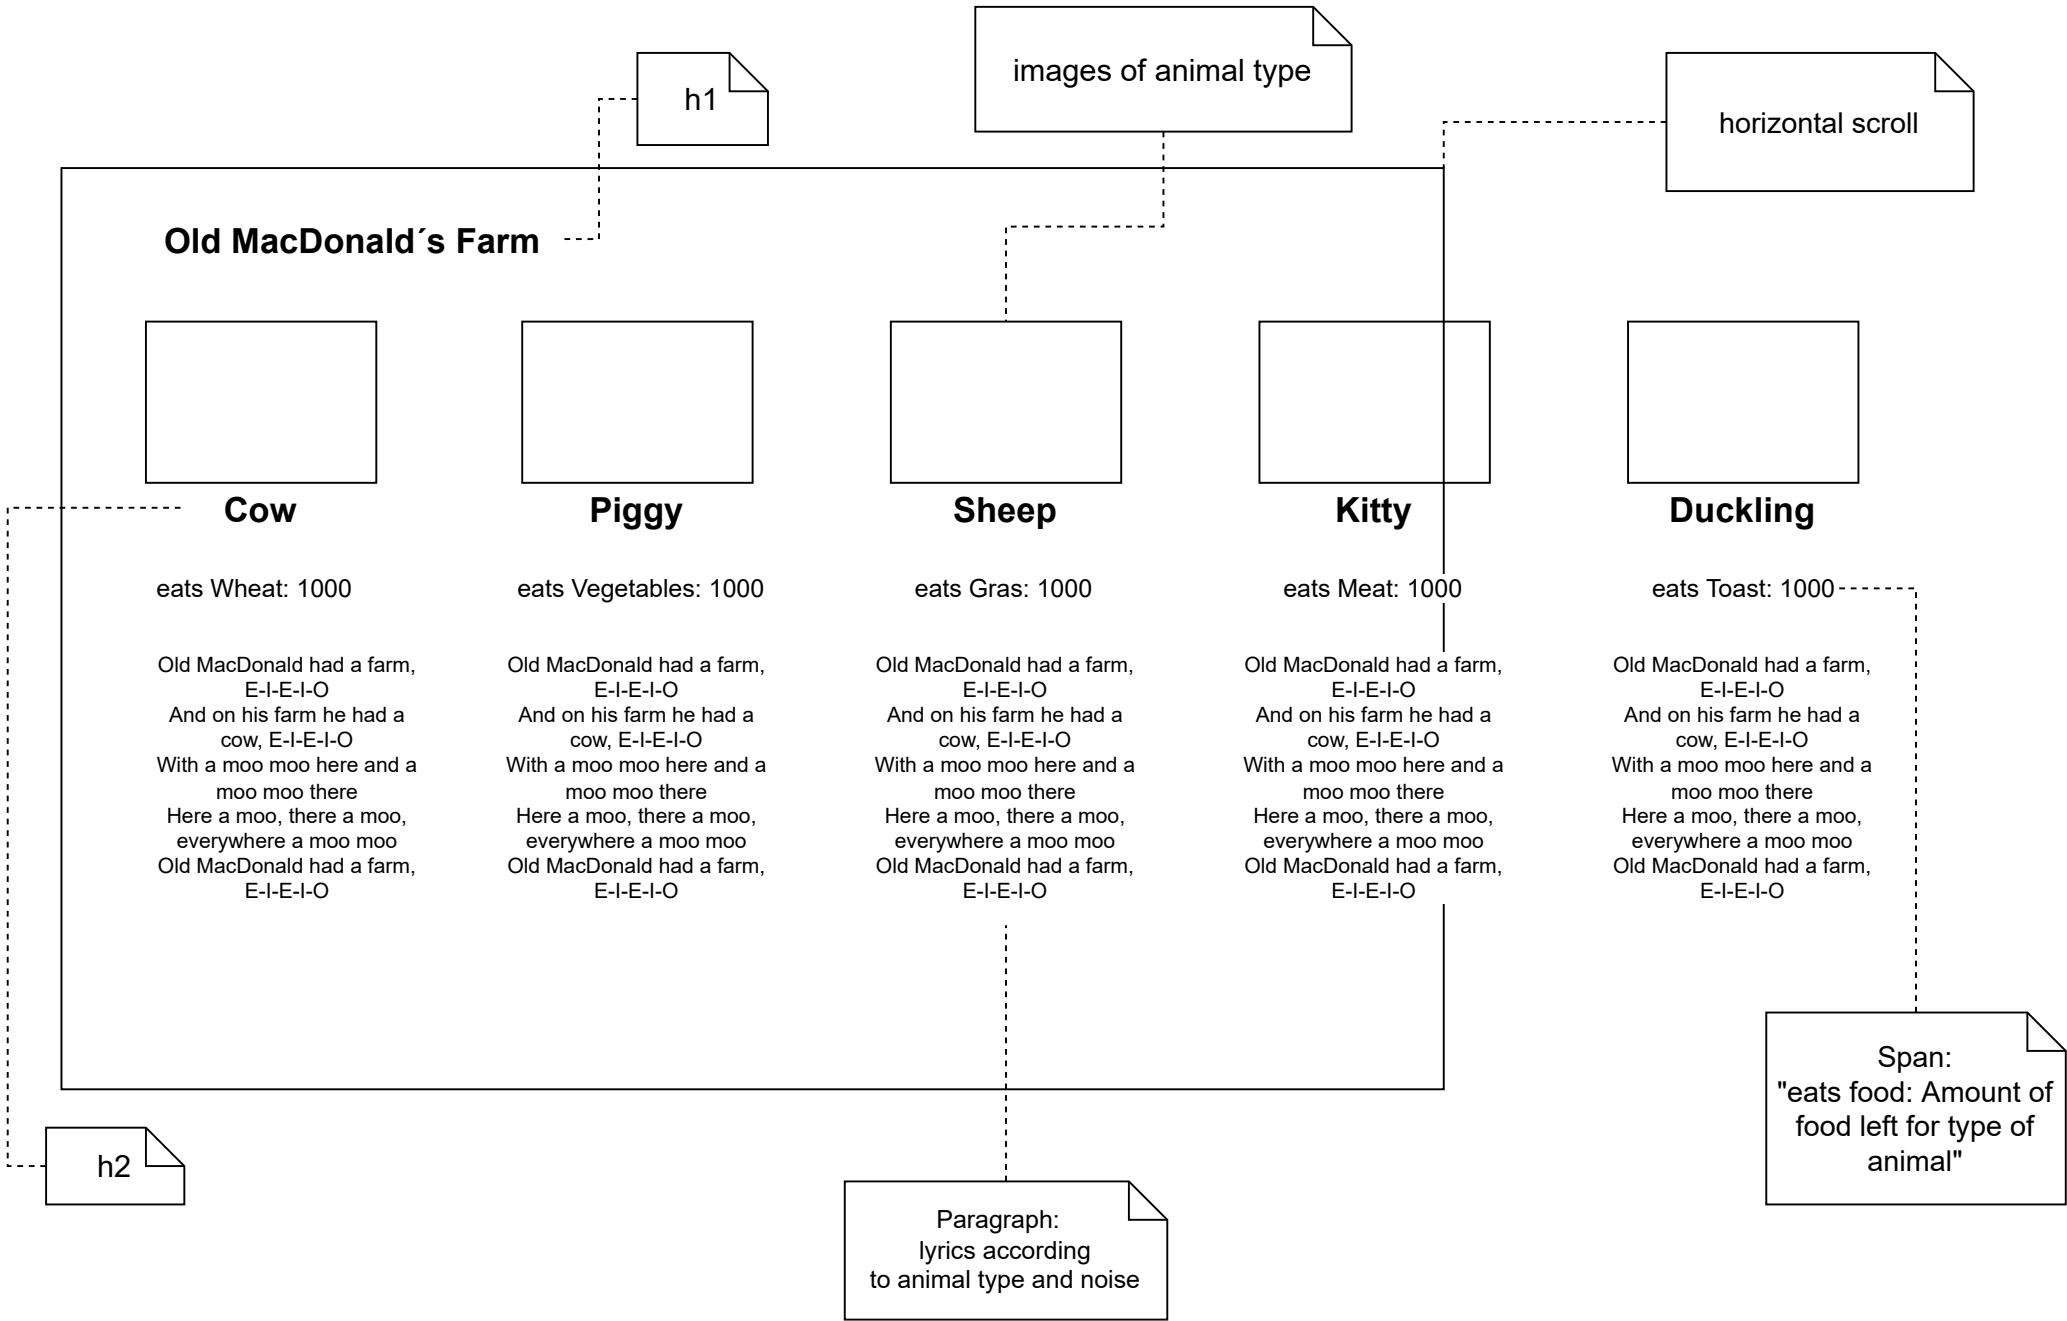 images of animal type
h1
horizontal scroll
Old MacDonald´s Farm
Cow
Piggy
Sheep
Kitty
Duckling
eats Wheat: 1000
eats Vegetables: 1000
eats Gras: 1000
eats Meat: 1000
eats Toast: 1000
Old MacDonald had a farm,
E-I-E-I-O
And on his farm he had a
cow, E-I-E-I-O
With a moo moo here and a
moo moo there
Here a moo, there a moo,
everywhere a moo moo
Old MacDonald had a farm,
E-I-E-I-O
Old MacDonald had a farm,
E-I-E-I-O
And on his farm he had a
cow, E-I-E-I-O
With a moo moo here and a
moo moo there
Here a moo, there a moo,
everywhere a moo moo
Old MacDonald had a farm,
E-I-E-I-O
Old MacDonald had a farm,
E-I-E-I-O
And on his farm he had a
cow, E-I-E-I-O
With a moo moo here and a
moo moo there
Here a moo, there a moo,
everywhere a moo moo
Old MacDonald had a farm,
E-I-E-I-O
Old MacDonald had a farm,
E-I-E-I-O
And on his farm he had a
cow, E-I-E-I-O
With a moo moo here and a
moo moo there
Here a moo, there a moo,
everywhere a moo moo
Old MacDonald had a farm,
E-I-E-I-O
Old MacDonald had a farm,
E-I-E-I-O
And on his farm he had a
cow, E-I-E-I-O
With a moo moo here and a
moo moo there
Here a moo, there a moo,
everywhere a moo moo
Old MacDonald had a farm,
E-I-E-I-O
Span:
"eats food: Amount of
food left for type of
animal"
h2
Paragraph:
lyrics according
to animal type and noise